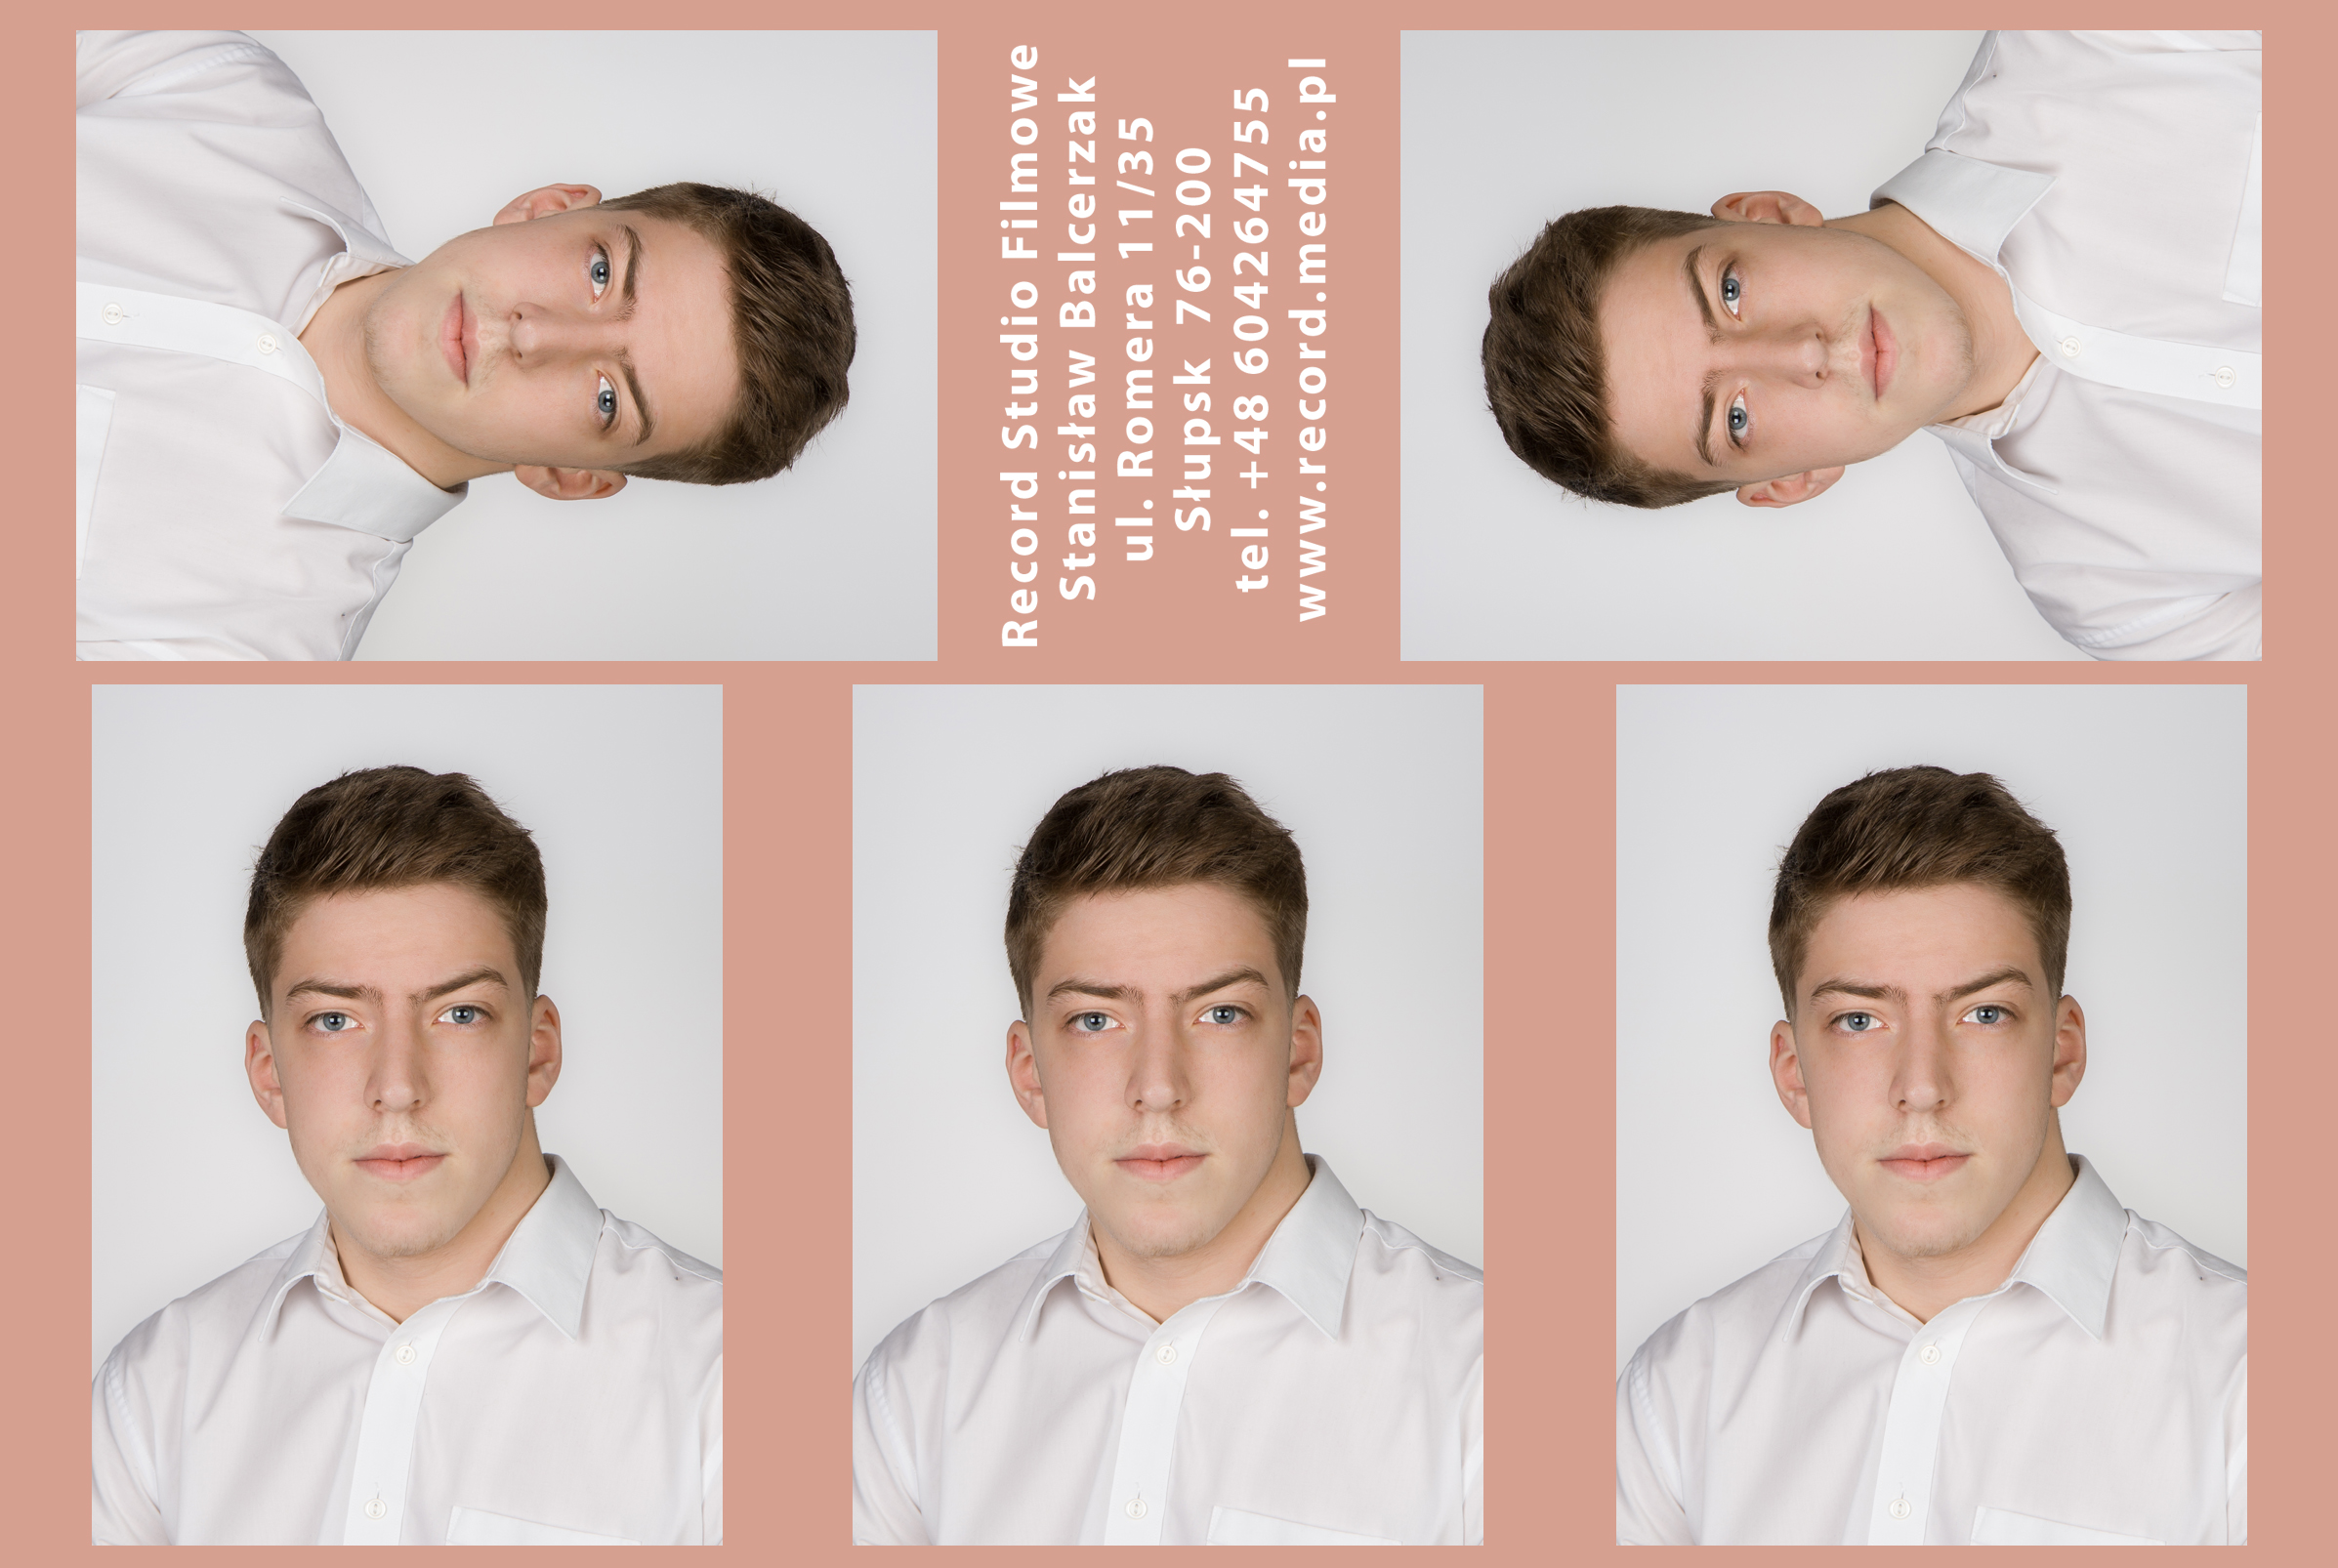 Record Studio Filmowe
Stanisław Balcerzak
ul. Romera 11/35
Słupsk 76-200
tel. +48 604264755
www.record.media.pl